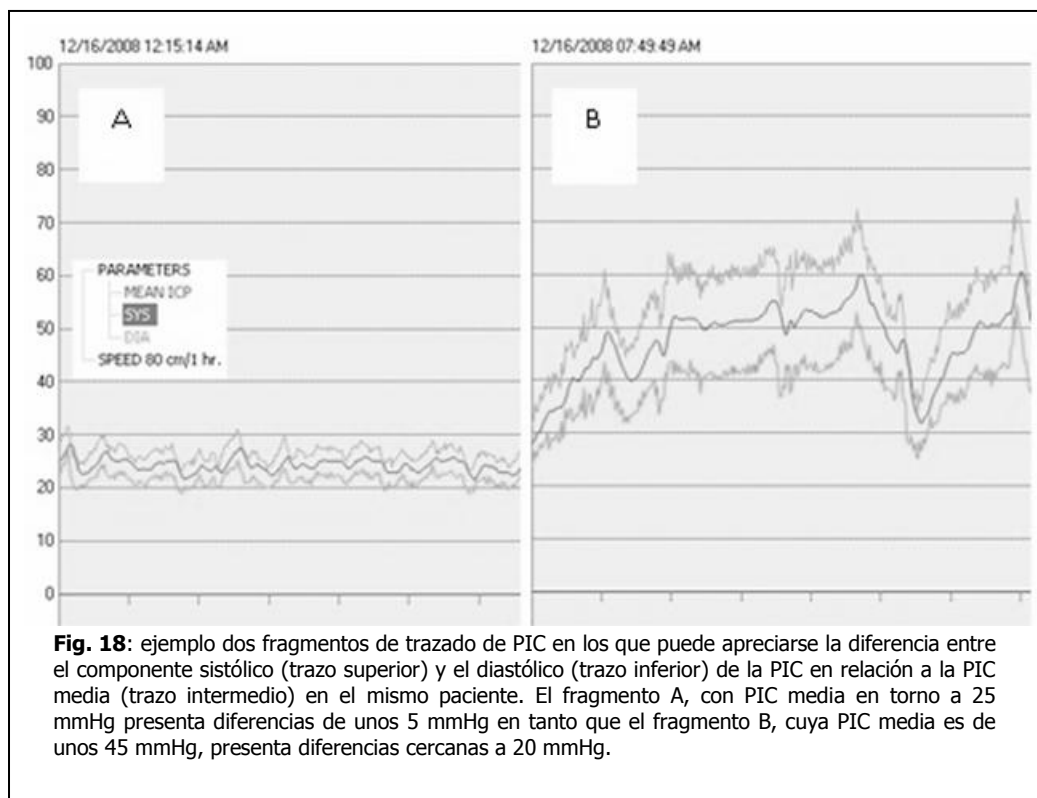 12/16/2008 12:15:14 AM
12/16/2008 07:49:49 AM
100
90
80
70
60
50
40
30
20
10
0
A
B
PARAMETERS
MEAN ICP
SYS
DIA
SPEED 80 cm/1 hr.
Fig. 18: ejemplo dos fragmentos de trazado de PIC en los que puede apreciarse la diferencia entre
el componente sistólico (trazo superior) y el diastólico (trazo inferior) de la PIC en relación a la PIC
media (trazo intermedio) en el mismo paciente. El fragmento A, con PIC media en torno a 25
mmHg presenta diferencias de unos 5 mmHg en tanto que el fragmento B, cuya PIC media es de
unos 45 mmHg, presenta diferencias cercanas a 20 mmHg.